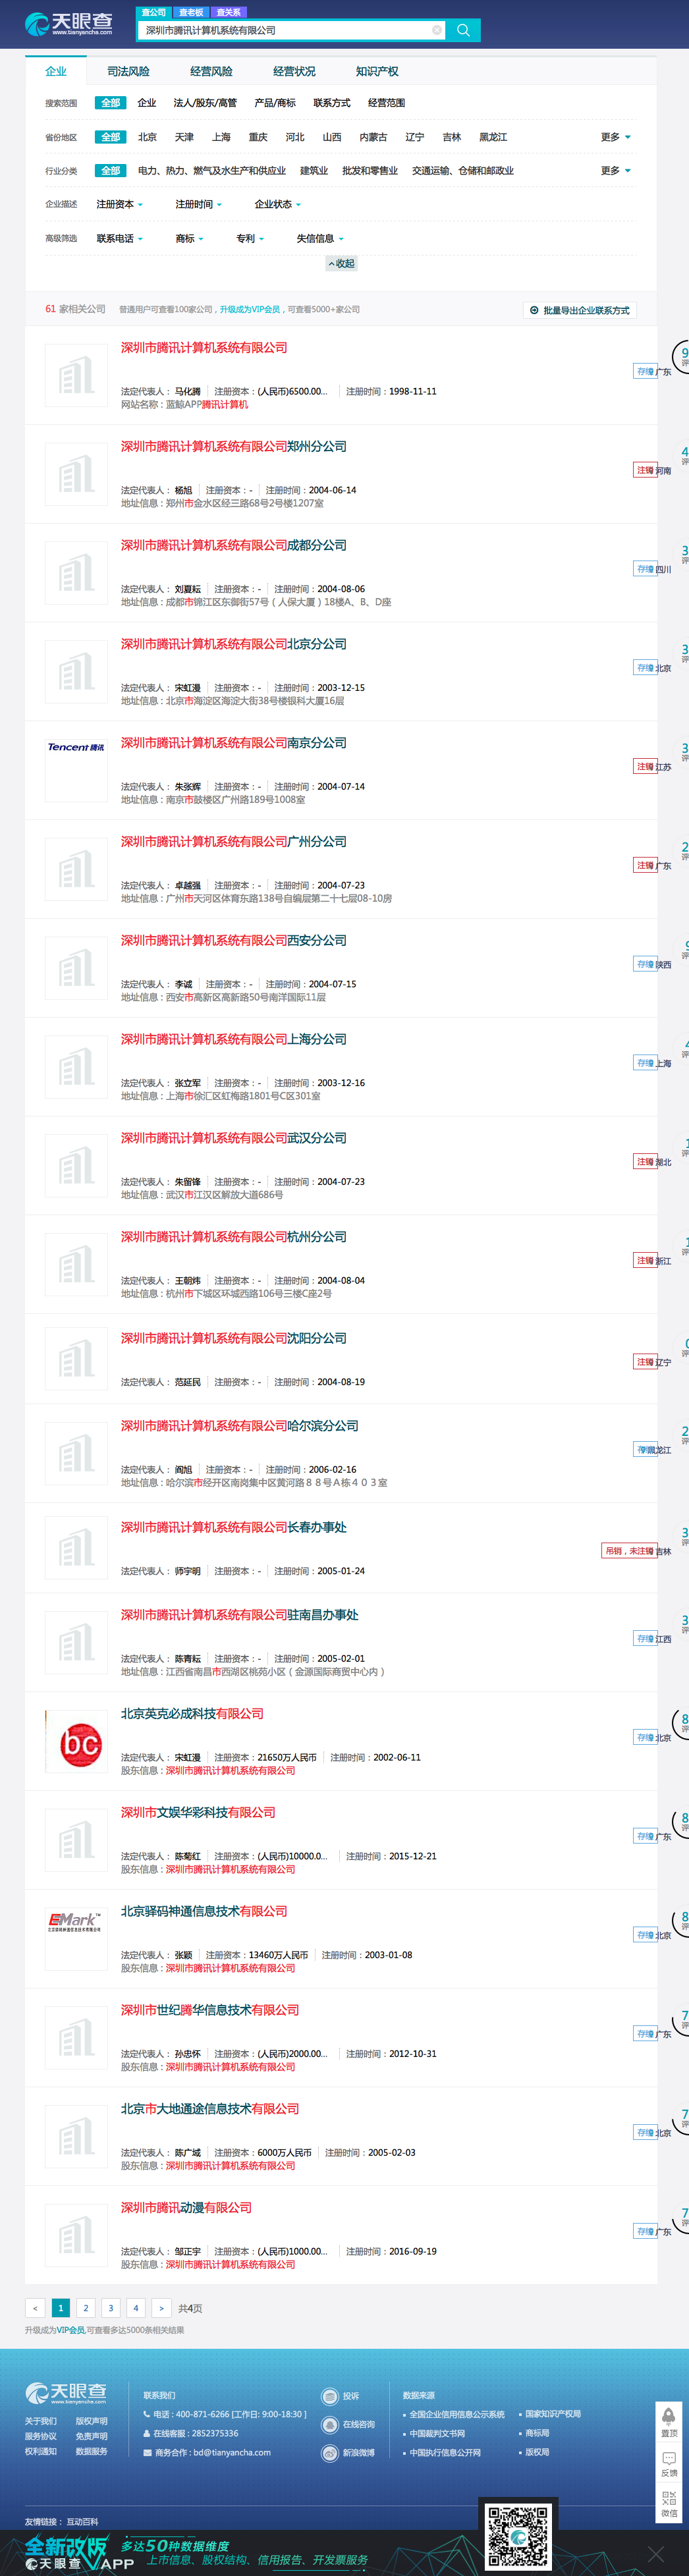 天眼查
www.tianyancha.com
查公司 查老板 查关系
深圳市腾讯计算机系统有限公司
企业 司法风险 经营风险 经营状况 知识产权
搜索范围 全部 企业 法人/股东/高管 产品/商标 联系方式 经营范围
省份地区 全部 北京 天津 上海 重庆 河北 山西 内蒙古 辽宁 吉林 黑龙江 更多
行业分类 全部 电力、热力、燃气及水生产和供应业 建筑业 批发和零售业 交通运输、仓储和邮政业 更多
企业描述 注册资本 注册时间 企业状态
高级筛选 联系电话 商标 专利 失信信息
收起
61 家相关公司 普通用户可查看100家公司，升级成为VIP会员，可查看5000+家公司 批量导出企业联系方式
深圳市腾讯计算机系统有限公司
存续 广东 9
法定代表人： 马化腾 注册资本：(人民币)6500.00... 注册时间：1998-11-11
网站名称：蓝鲸APP腾讯计算机
深圳市腾讯计算机系统有限公司郑州分公司
注销 河南 4
法定代表人： 杨旭 注册资本：- 注册时间：2004-06-14
地址信息：郑州市金水区经三路68号2号楼1207室
深圳市腾讯计算机系统有限公司成都分公司
存续 四川 3
法定代表人： 刘夏耘 注册资本：- 注册时间：2004-08-06
地址信息：成都市锦江区东御街57号（人保大厦）18楼A、B、D座
深圳市腾讯计算机系统有限公司北京分公司
存续 北京 3
法定代表人： 宋虹漫 注册资本：- 注册时间：2003-12-15
地址信息：北京市海淀区海淀大街38号楼银科大厦16层
Tencent 腾讯
深圳市腾讯计算机系统有限公司南京分公司
注销 江苏 3
法定代表人： 朱张辉 注册资本：- 注册时间：2004-07-14
地址信息：南京市鼓楼区广州路189号1008室
深圳市腾讯计算机系统有限公司广州分公司
注销 广东 2
法定代表人： 卓越强 注册资本：- 注册时间：2004-07-23
地址信息：广州市天河区体育东路138号自编层第二十七层08-10房
深圳市腾讯计算机系统有限公司西安分公司
存续 陕西
法定代表人： 李诚 注册资本：- 注册时间：2004-07-15
地址信息：西安市高新区高新路50号南洋国际11层
深圳市腾讯计算机系统有限公司上海分公司
存续 上海
法定代表人： 张立军 注册资本：- 注册时间：2003-12-16
地址信息：上海市徐汇区虹梅路1801号C区301室
深圳市腾讯计算机系统有限公司武汉分公司
注销 湖北 1
法定代表人： 朱留锋 注册资本：- 注册时间：2004-07-23
地址信息：武汉市江汉区解放大道686号
深圳市腾讯计算机系统有限公司杭州分公司
注销 浙江 1
法定代表人： 王朝炜 注册资本：- 注册时间：2004-08-04
地址信息：杭州市下城区环城西路106号三楼C座2号
深圳市腾讯计算机系统有限公司沈阳分公司
注销 辽宁
法定代表人： 范延民 注册资本：- 注册时间：2004-08-19
深圳市腾讯计算机系统有限公司哈尔滨分公司
存续 黑龙江 2
法定代表人： 阎旭 注册资本：- 注册时间：2006-02-16
地址信息：哈尔滨市经开区南岗集中区黄河路８８号Ａ栋４０３室
深圳市腾讯计算机系统有限公司长春办事处
吊销，未注销 吉林 3
法定代表人： 师宇明 注册资本：- 注册时间：2005-01-24
深圳市腾讯计算机系统有限公司驻南昌办事处
存续 江西 3
法定代表人： 陈青耘 注册资本：- 注册时间：2005-02-01
地址信息：江西省南昌市西湖区桃苑小区（金源国际商贸中心内）
bc
北京英克必成科技有限公司
存续 北京 8
法定代表人： 宋虹漫 注册资本：21650万人民币 注册时间：2002-06-11
股东信息：深圳市腾讯计算机系统有限公司
深圳市文娱华彩科技有限公司
存续 广东 8
法定代表人： 陈菊红 注册资本：(人民币)10000.0... 注册时间：2015-12-21
股东信息：深圳市腾讯计算机系统有限公司
EMark™
北京驿码神通信息技术有限公司
北京驿码神通信息技术有限公司
存续 北京 8
法定代表人： 张颖 注册资本：13460万人民币 注册时间：2003-01-08
股东信息：深圳市腾讯计算机系统有限公司
深圳市世纪腾华信息技术有限公司
存续 广东 7
法定代表人： 孙忠怀 注册资本：(人民币)2000.00... 注册时间：2012-10-31
股东信息：深圳市腾讯计算机系统有限公司
北京市大地通途信息技术有限公司
存续 北京 7
法定代表人： 陈广域 注册资本：6000万人民币 注册时间：2005-02-03
股东信息：深圳市腾讯计算机系统有限公司
深圳市腾讯动漫有限公司
存续 广东 7
法定代表人： 邹正宇 注册资本：(人民币)1000.00... 注册时间：2016-09-19
股东信息：深圳市腾讯计算机系统有限公司
< 1 2 3 4 > 共4页
升级成为VIP会员,可查看多达5000条相关结果
天眼查
www.tianyancha.com
关于我们 版权声明
服务协议 免责声明
权利通知 数据服务
联系我们
电话：400-871-6266 [工作日: 9:00-18:30 ]
在线客服：2852375336
商务合作：bd@tianyancha.com
投诉
在线咨询
新浪微博
数据来源
全国企业信用信息公示系统 国家知识产权局
中国裁判文书网 商标局
中国执行信息公开网 版权局
置顶
反馈
微信
友情链接： 互动百科
全新改版
天眼查 APP
多达50种数据维度
上市信息、股权结构、信用报告、开发票服务